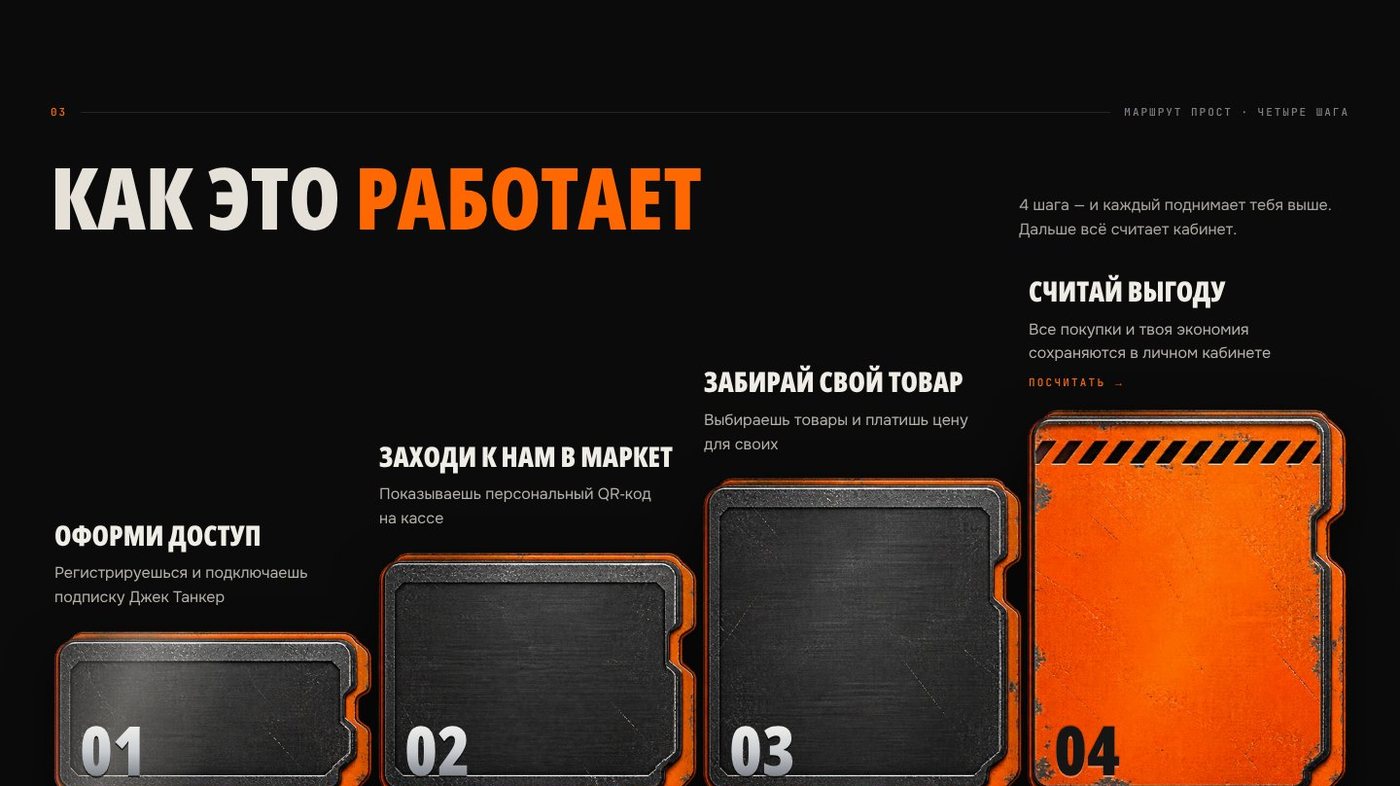 03
МАРШРУТ ПРОСТ · ЧЕТЫРЕ ШАГА
КАК ЭТО РАБОТАЕТ
4 шага — и каждый поднимает тебя выше.
Дальше всё считает кабинет.
ОФОРМИ ДОСТУП
Регистрируешься и подключаешь
подписку Джек Танкер
01
ЗАХОДИ К НАМ В МАРКЕТ
Показываешь персональный QR-код
на кассе
02
ЗАБИРАЙ СВОЙ ТОВАР
Выбираешь товары и платишь цену
для своих
03
СЧИТАЙ ВЫГОДУ
Все покупки и твоя экономия
сохраняются в личном кабинете
ПОСЧИТАТЬ →
04